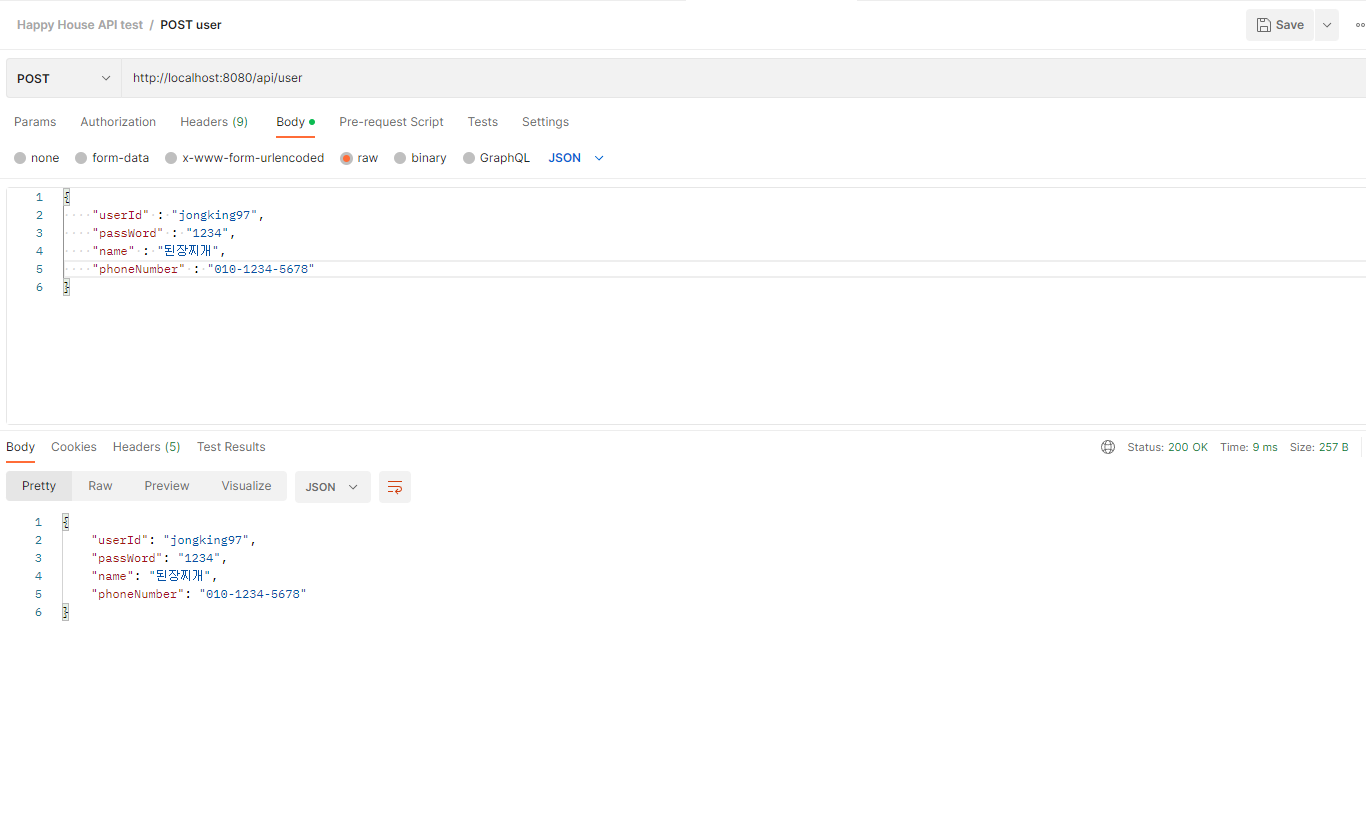 Happy House API test / POST user
Save
POST http://localhost:8080/api/user
Params Authorization Headers (9) Body Pre-request Script Tests Settings
none form-data x-www-form-urlencoded raw binary GraphQL JSON
1 {
2 "userId" : "jongking97",
3 "passWord" : "1234",
4 "name" : "된장찌개",
5 "phoneNumber" : "010-1234-5678"
6 }
Body Cookies Headers (5) Test Results Status: 200 OK Time: 9 ms Size: 257 B
Pretty Raw Preview Visualize JSON
1 {
2 "userId": "jongking97",
3 "passWord": "1234",
4 "name": "된장찌개",
5 "phoneNumber": "010-1234-5678"
6 }